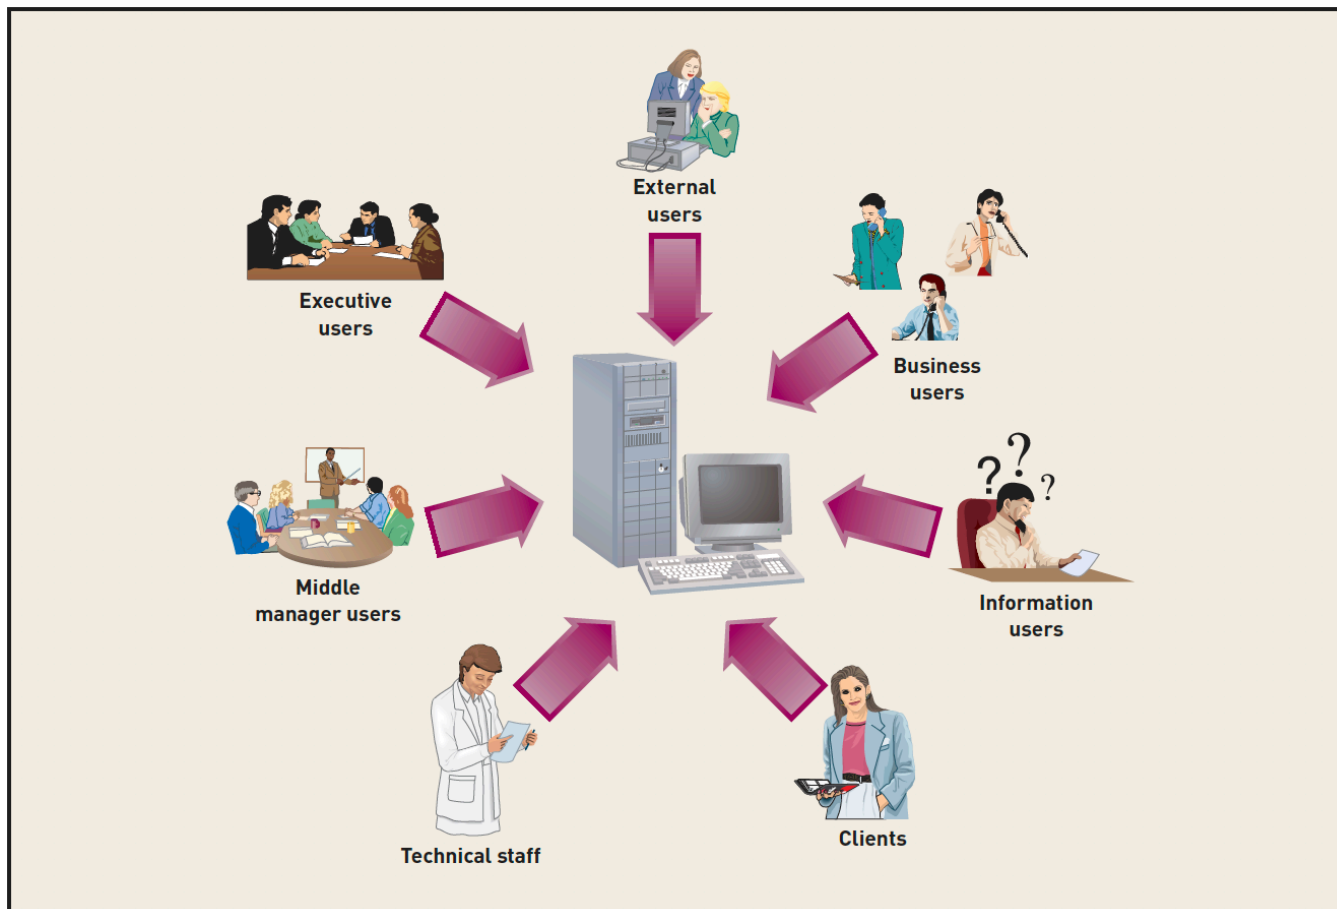 External
users
Executive
users
Business
users
Middle
manager users
? ? ?
Information
users
Technical staff
Clients